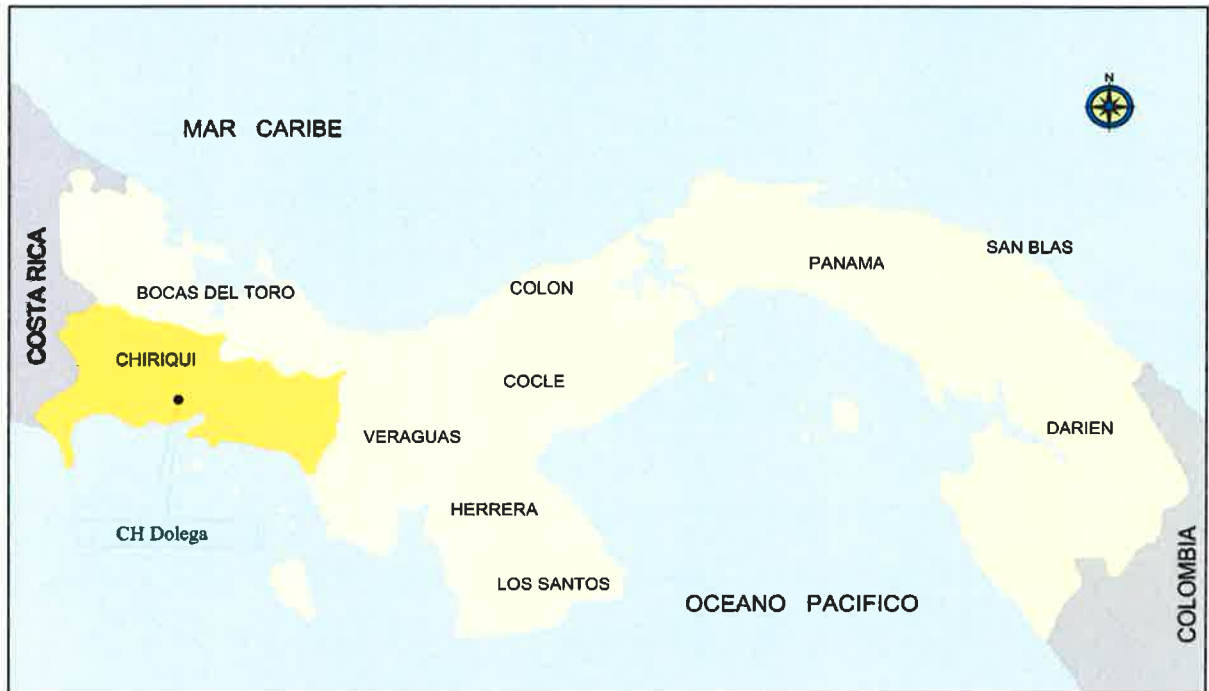 N
MAR CARIBE
COSTA RICA
SAN BLAS
PANAMA
COLON
BOCAS DEL TORO
CHIRIQUI
COCLE
VERAGUAS
DARIEN
HERRERA
CH Dolega
LOS SANTOS
OCEANO PACIFICO
COLOMBIA